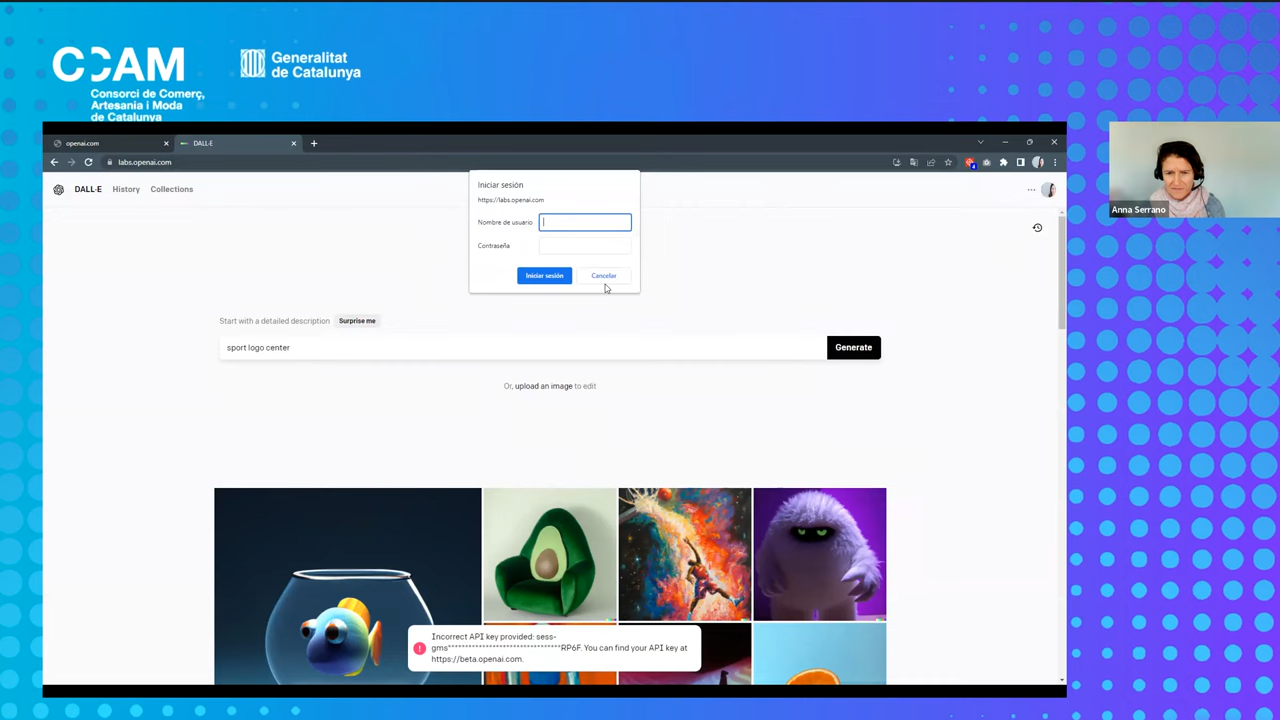 CCAM
Consorci de Comerç,
Artesania i Moda
de Catalunya
Generalitat
de Catalunya
openai.com
DALL·E
labs.openai.com
DALL·E
History
Collections
Iniciar sesión
https://labs.openai.com
Nombre de usuario
Contraseña
Iniciar sesión
Cancelar
Anna Serrano
Start with a detailed description
Surprise me
sport logo center
Generate
Or, upload an image to edit
Incorrect API key provided: sess-
gms**********************************RP6F. You can find your API key at
https://beta.openai.com.